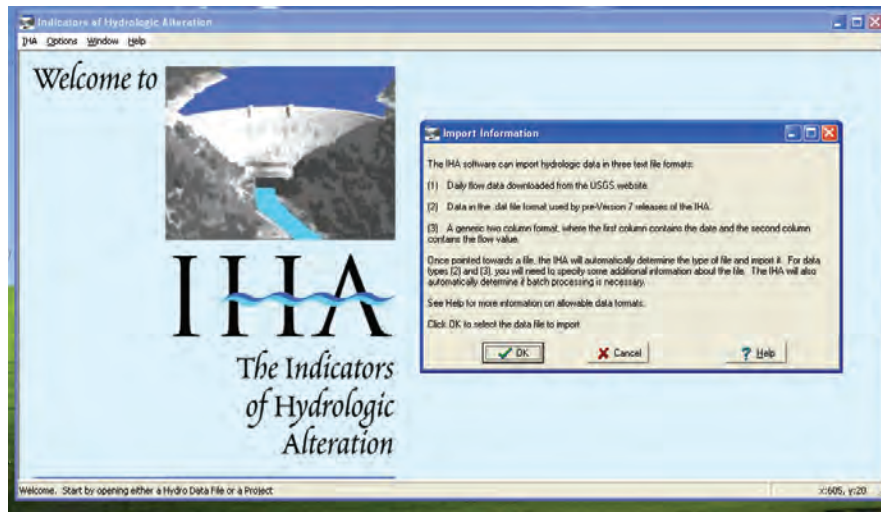 Indicators of Hydrologic Alteration
IHA Options Window Help
Welcome to
IHA
The Indicators
of Hydrologic
Alteration
Import Information
The IHA software can import hydrologic data in three text file formats:
(1) Daily flow data downloaded from the USGS website.
(2) Data in the .dat file format used by pre-Version 7 releases of the IHA.
(3) A generic two column format, where the first column contains the date and the second column
contains the flow value.
Once pointed towards a file, the IHA will automatically determine the type of file and import it. For data
types (2) and (3), you will need to specify some additional information about the file. The IHA will also
automatically determine if batch processing is necessary.
See Help for more information on allowable data formats.
Click OK to select the data file to import
OK Cancel Help
Welcome. Start by opening either a Hydro Data File or a Project
x:605, y:20